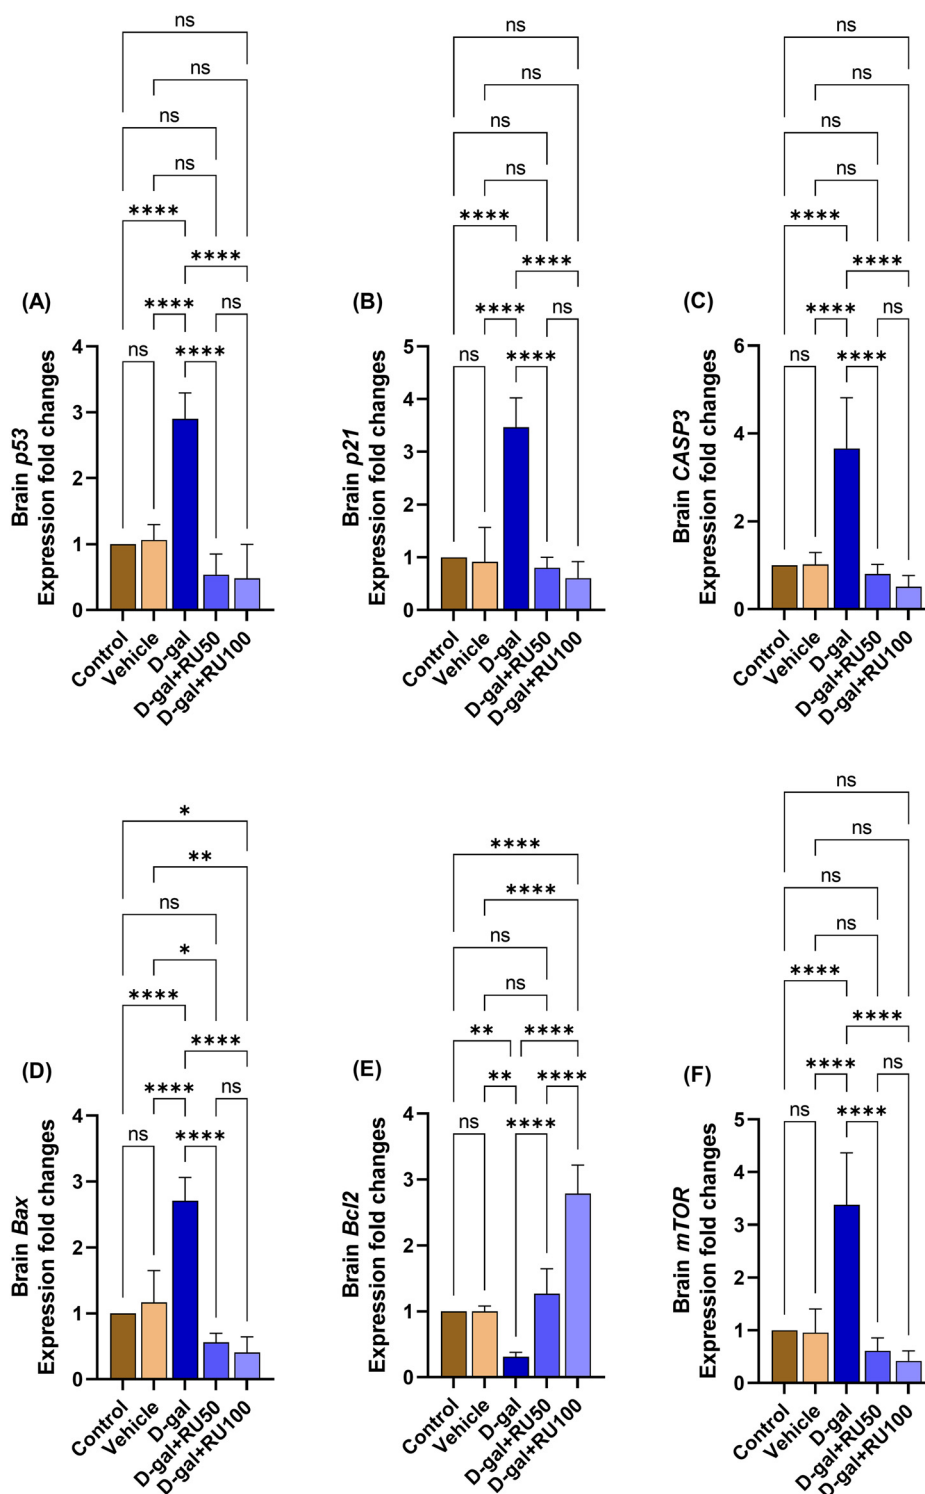 ns
ns
ns
ns
****
****
(A)
****
ns
ns
****
Brain p53
Expression fold changes
4
3
2
1
0
Control
Vehicle
D-gal
D-gal+RU50
D-gal+RU100
ns
ns
ns
ns
****
****
(B)
****
ns
ns
****
Brain p21
Expression fold changes
5
4
3
2
1
0
Control
Vehicle
D-gal
D-gal+RU50
D-gal+RU100
ns
ns
ns
ns
****
****
(C)
****
ns
ns
****
Brain CASP3
Expression fold changes
6
4
2
0
Control
Vehicle
D-gal
D-gal+RU50
D-gal+RU100
*
**
ns
*
****
****
(D)
****
ns
ns
****
Brain Bax
Expression fold changes
4
3
2
1
0
Control
Vehicle
D-gal
D-gal+RU50
D-gal+RU100
****
****
ns
ns
**
****
(E)
**
****
ns
****
Brain Bcl2
Expression fold changes
4
3
2
1
0
Control
Vehicle
D-gal
D-gal+RU50
D-gal+RU100
ns
ns
ns
ns
****
****
(F)
****
ns
ns
****
Brain mTOR
Expression fold changes
5
4
3
2
1
0
Control
Vehicle
D-gal
D-gal+RU50
D-gal+RU100